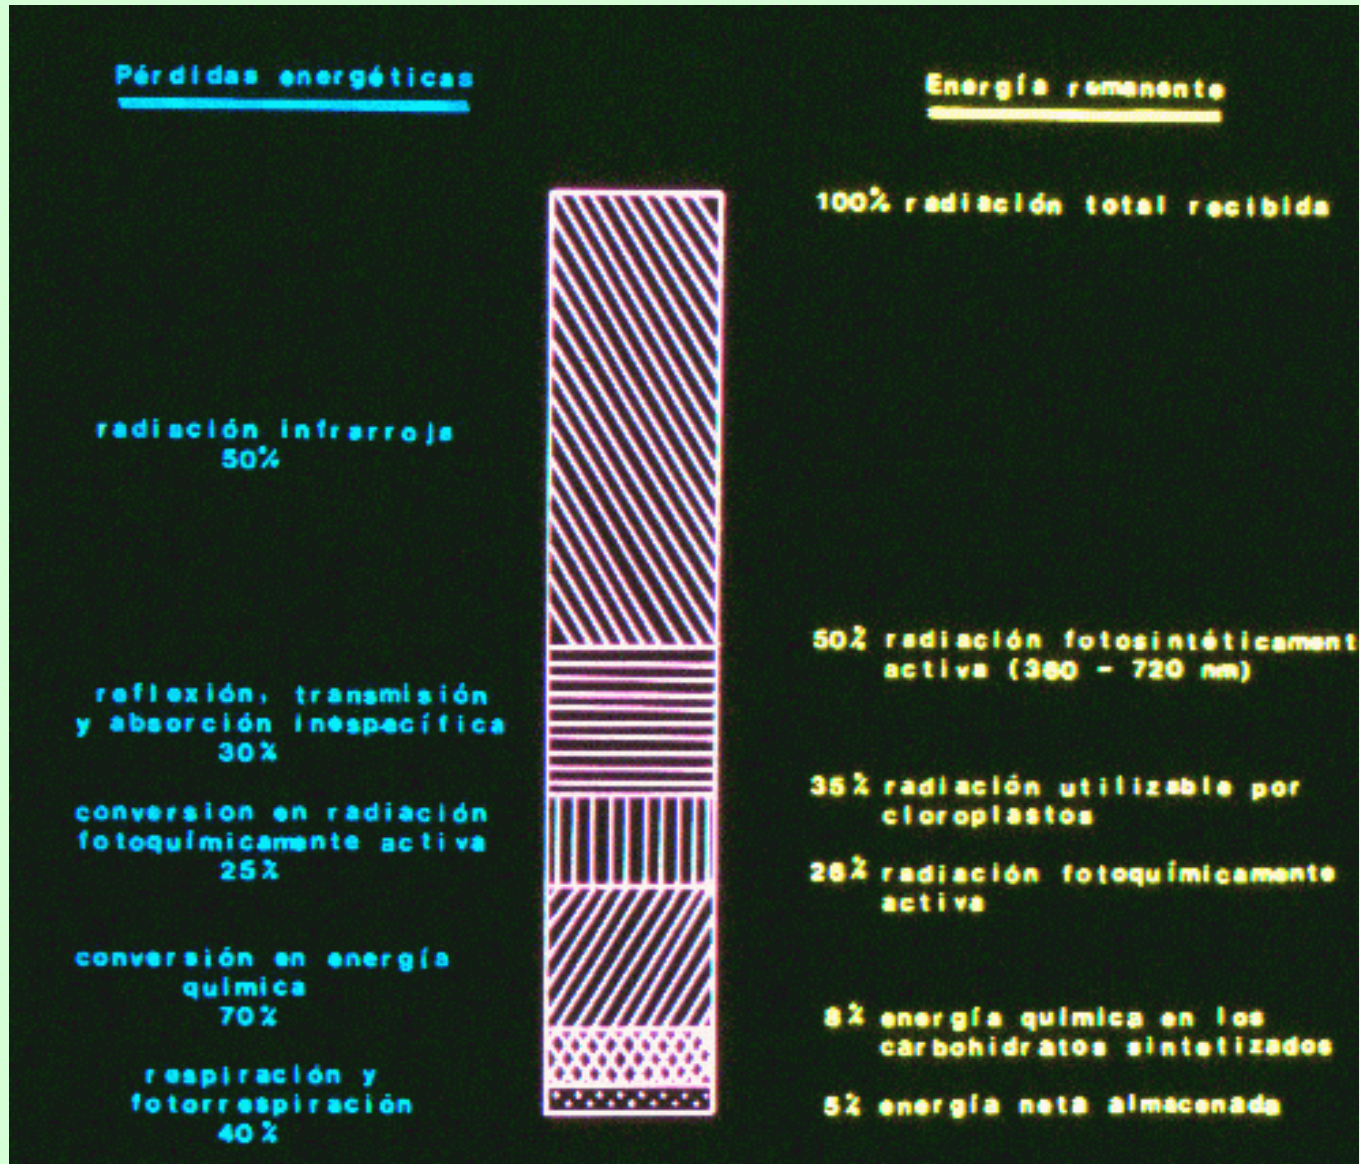 Pérdidas energéticas
Energía remanente
100% radiación total recibida
radiación infrarroja
50%
50% radiación fotosintéticament
activa (360 - 720 nm)
reflexión, transmisión
y absorción inespecífica
30%
35% radiación utilizable por
cloroplastos
conversion en radiación
fotoquímicamente activa
25%
26% radiación fotoquímicamente
activa
conversión en energía
química
70%
8% energía química en los
carbohidratos sintetizados
respiración y
fotorrespiración
40%
5% energía neta almacenada